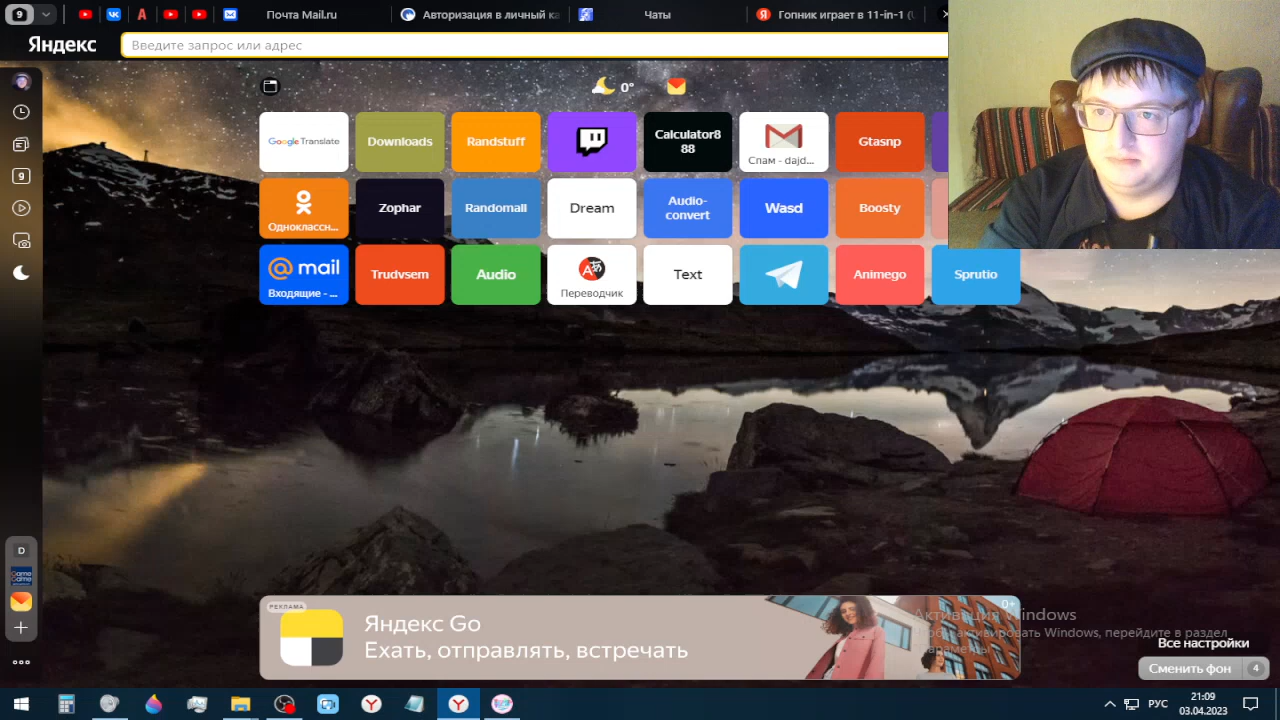 9
Почта Mail.ru
Авторизация в личный ка
Чаты
Гопник играет в 11-in-1 (
Яндекс
Введите запрос или адрес
0°
Google Translate
Downloads
Randstuff
Calculator8
88
Спам - dajd...
Gtasnp
9
Одноклассн...
Zophar
Randomall
Dream
Audio-
convert
Wasd
Boosty
@mail
Входящие - ...
Trudvsem
Audio
Переводчик
Text
Animego
Sprutio
D
РЕКЛАМА
0+
Яндекс Go
Ехать, отправлять, встречать
Активация Windows
Чтобы активировать Windows, перейдите в раздел
"Параметры".
Все настройки
Сменить фон 4
РУС
21:09
03.04.2023